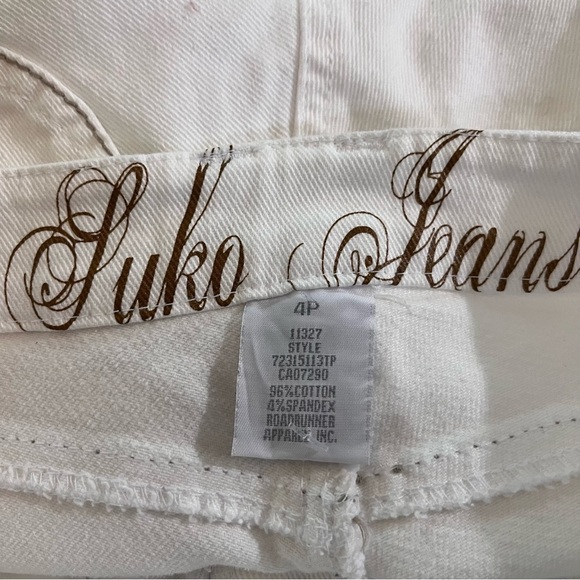 Suko Jeans
4P
11327
STYLE
72315113TP
CA07290
96%COTTON
4%SPANDEX
ROADRUNNER
APPAREL INC.